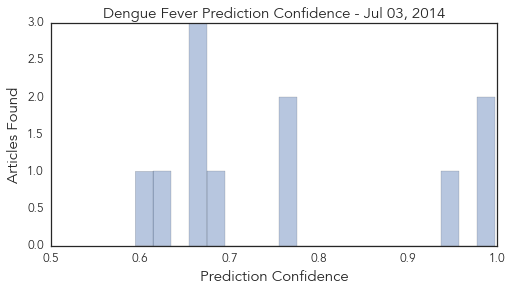 Dengue Fever Prediction Confidence - Jul 03, 2014
3.0
2.5
2.0
1.5
1.0
0.5
0.0
Articles Found
0.5 0.6 0.7 0.8 0.9 1.0
Prediction Confidence